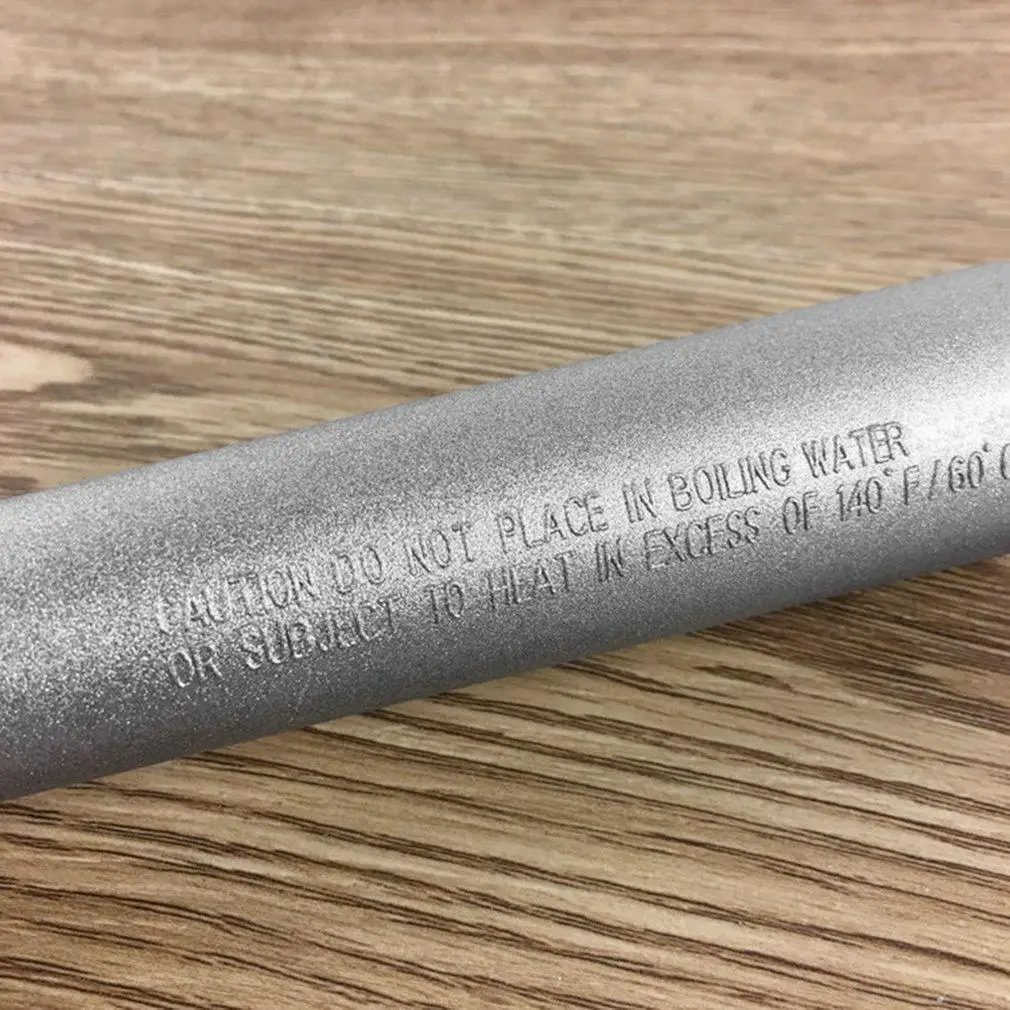 CAUTION DO NOT PLACE IN BOILING WATER
OR SUBJECT TO HEAT IN EXCESS OF 140°F/60°C